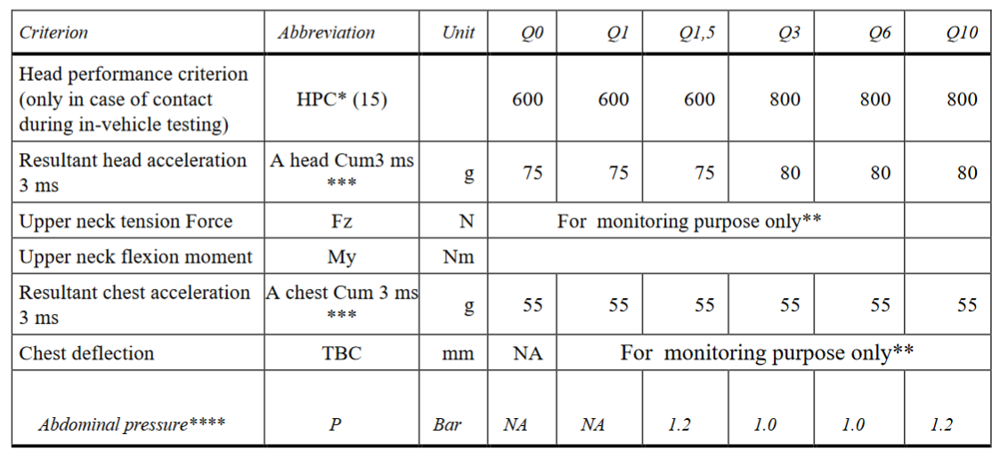 Criterion Abbreviation Unit Q0 Q1 Q1,5 Q3 Q6 Q10
Head performance criterion
(only in case of contact
during in-vehicle testing)
HPC* (15) 600 600 600 800 800 800
Resultant head acceleration
3 ms
A head Cum3 ms
***
g 75 75 75 80 80 80
Upper neck tension Force Fz N For monitoring purpose only**
Upper neck flexion moment My Nm
Resultant chest acceleration
3 ms
A chest Cum 3 ms
***
g 55 55 55 55 55 55
Chest deflection TBC mm NA For monitoring purpose only**
Abdominal pressure**** P Bar NA NA 1.2 1.0 1.0 1.2